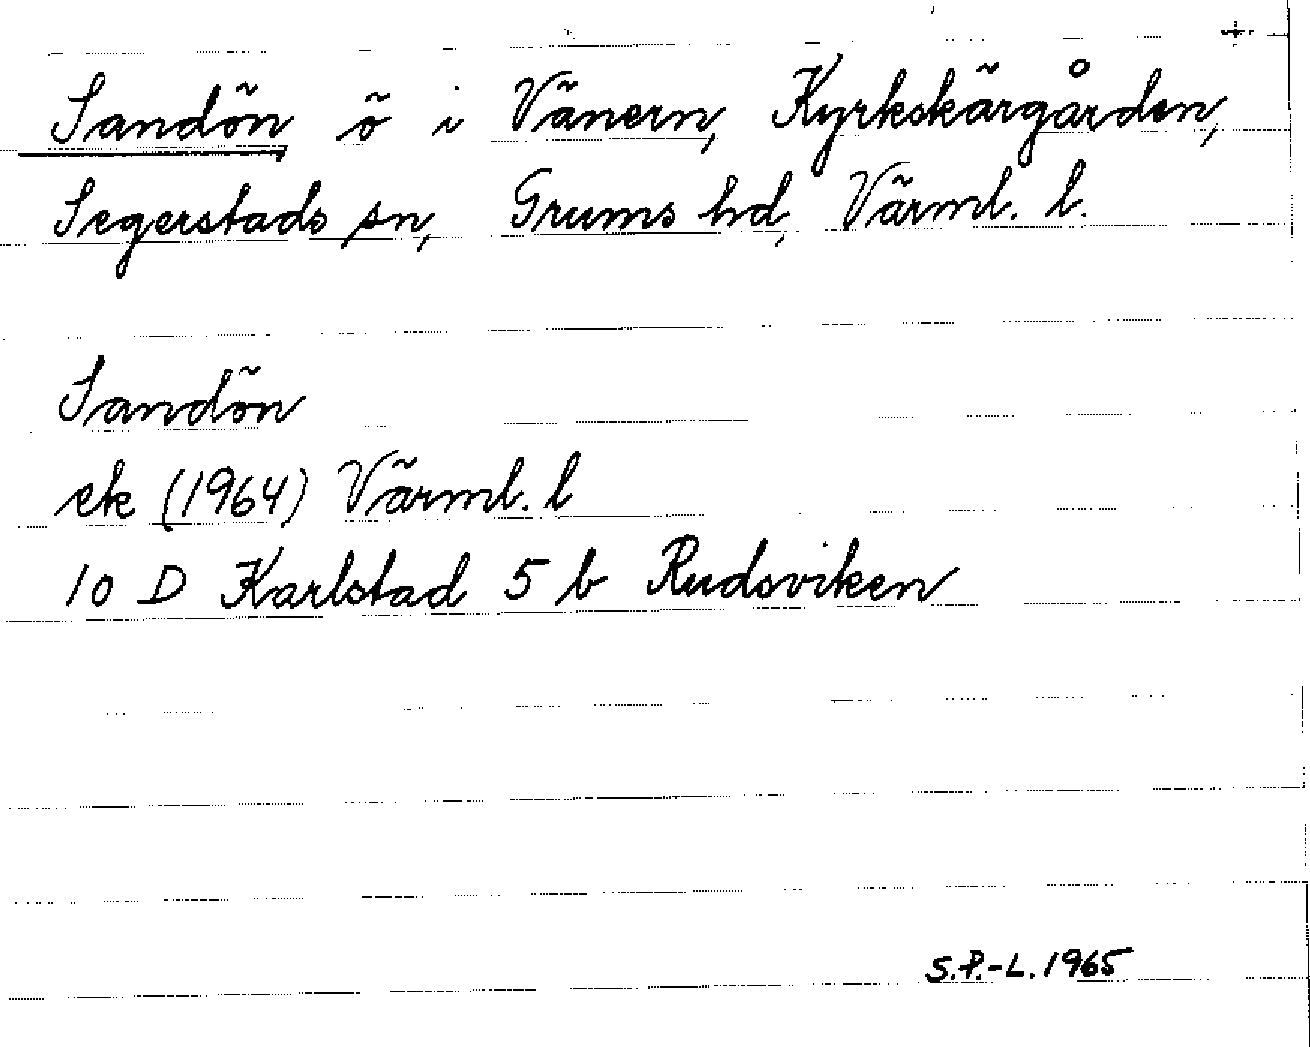 Sandön ö i Vänern, Kyrkskärgården,
Segerstads sn, Grums hd, Värml. l.
Sandön
ek (1964) Värml. l
10 D Karlstad 5 b Rudsviken
S.P.-L. 1965